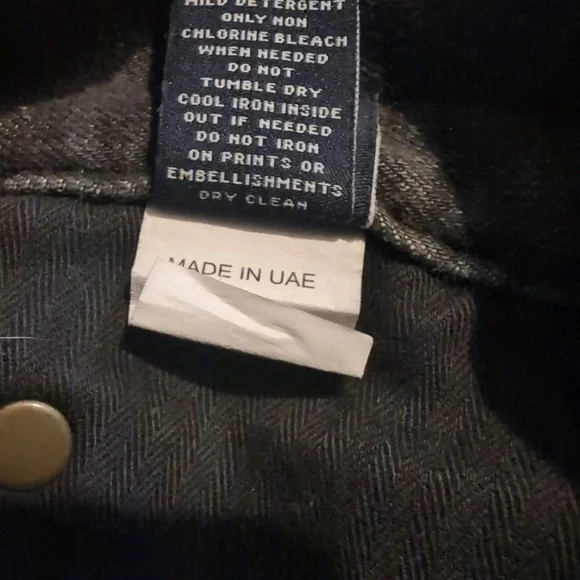 MILD DETERGENT
ONLY NON
CHLORINE BLEACH
WHEN NEEDED
DO NOT
TUMBLE DRY
COOL IRON INSIDE
OUT IF NEEDED
DO NOT IRON
ON PRINTS OR
EMBELLISHMENTS
DRY CLEAN
MADE IN UAE